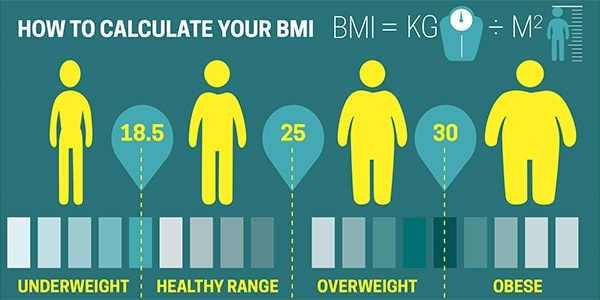 HOW TO CALCULATE YOUR BMI
BMI = KG ÷ M²
18.5
25
30
UNDERWEIGHT
HEALTHY RANGE
OVERWEIGHT
OBESE